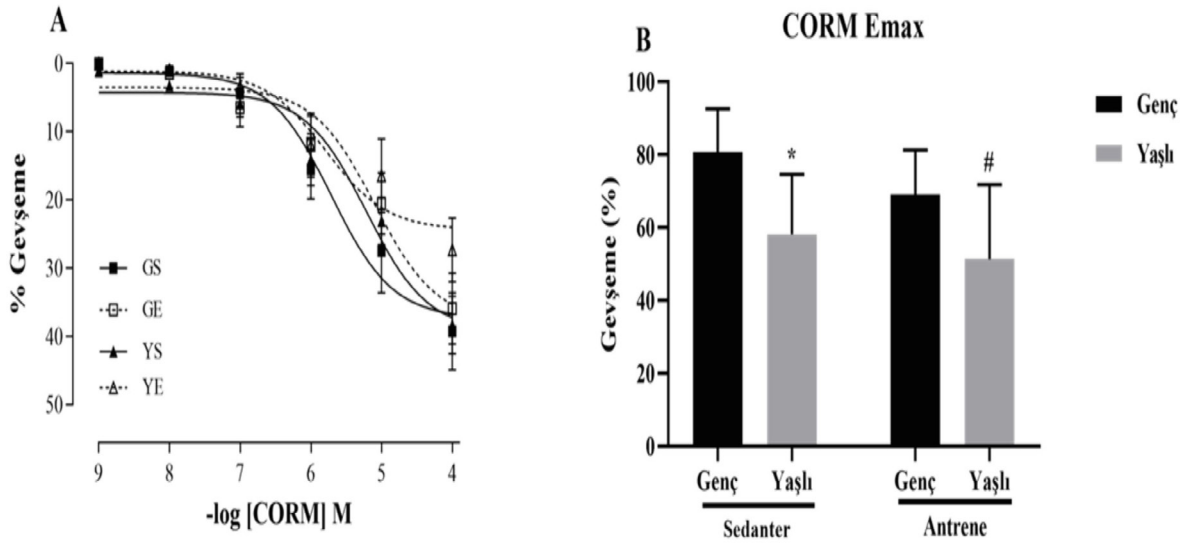 A
0
10
20
30
40
50
% Gevşeme
GS
GE
YS
YE
9 8 7 6 5 4
-log [CORM] M
B
CORM Emax
100
80
60
40
20
0
Gevşeme (%)
* #
Genç Yaşlı Genç Yaşlı
Sedanter Antrene
Genç
Yaşlı